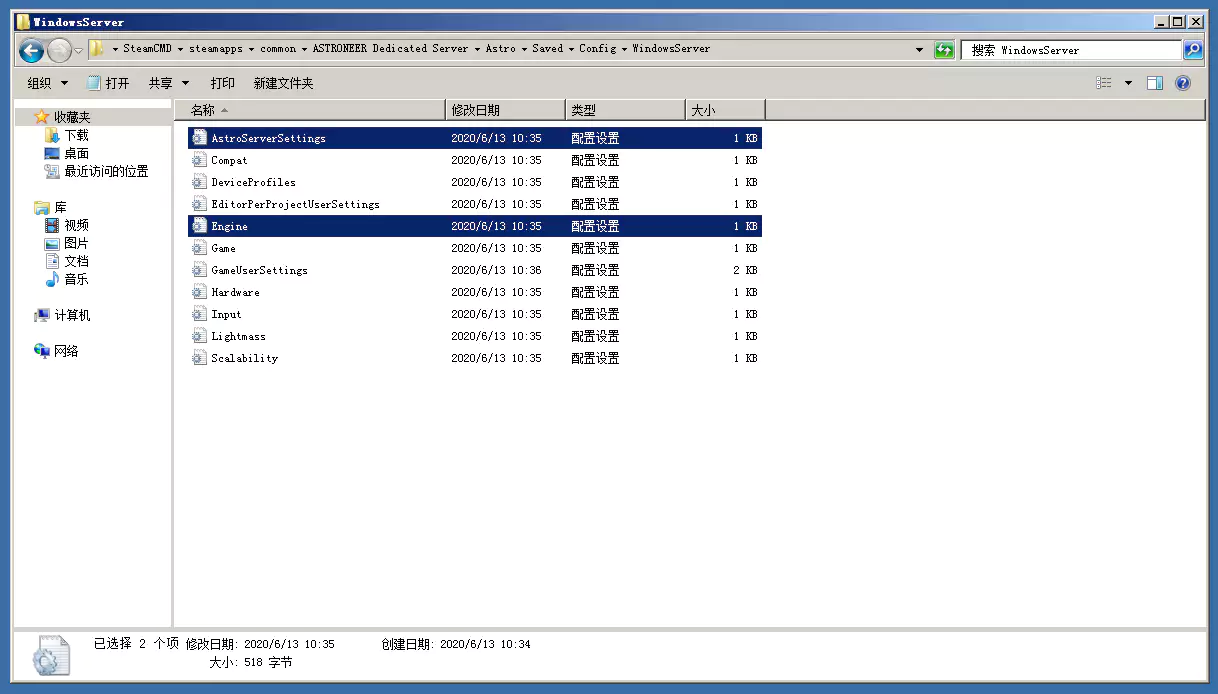 WindowsServer
SteamCMD steamapps common ASTRONEER Dedicated Server Astro Saved Config WindowsServer
搜索 WindowsServer
组织 打开 共享 打印 新建文件夹
收藏夹
下载
桌面
最近访问的位置
库
视频
图片
文档
音乐
计算机
网络
名称 修改日期 类型 大小
AstroServerSettings 2020/6/13 10:35 配置设置 1 KB
Compat 2020/6/13 10:35 配置设置 1 KB
DeviceProfiles 2020/6/13 10:35 配置设置 1 KB
EditorPerProjectUserSettings 2020/6/13 10:35 配置设置 1 KB
Engine 2020/6/13 10:35 配置设置 1 KB
Game 2020/6/13 10:35 配置设置 1 KB
GameUserSettings 2020/6/13 10:36 配置设置 2 KB
Hardware 2020/6/13 10:35 配置设置 1 KB
Input 2020/6/13 10:35 配置设置 1 KB
Lightmass 2020/6/13 10:35 配置设置 1 KB
Scalability 2020/6/13 10:35 配置设置 1 KB
已选择 2 个项 修改日期: 2020/6/13 10:35 创建日期: 2020/6/13 10:34
大小: 518 字节